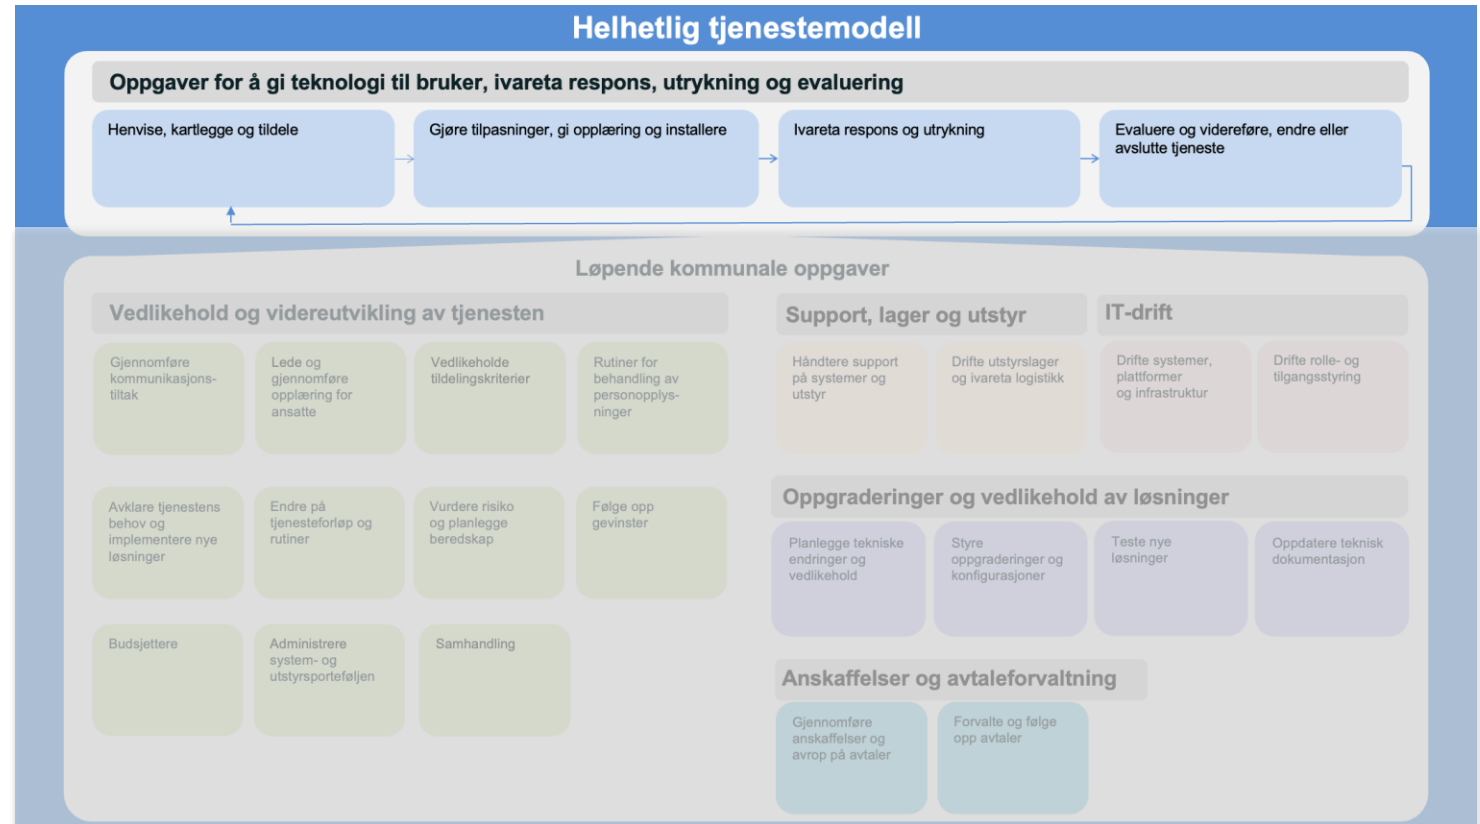 Helhetlig tjenestemodell
Oppgaver for å gi teknologi til bruker, ivareta respons, utrykning og evaluering
Henvise, kartlegge og tildele
Gjøre tilpasninger, gi opplæring og installere
Ivareta respons og utrykning
Evaluere og videreføre, endre eller
avslutte tjeneste
Løpende kommunale oppgaver
Vedlikehold og videreutvikling av tjenesten
Gjennomføre
kommunikasjons-
tiltak
Lede og
gjennomføre
opplæring for
ansatte
Vedlikeholde
tildelingskriterier
Rutiner for
behandling av
personopplys-
ninger
Avklare tjenestens
behov og
implementere nye
løsninger
Endre på
tjenesteforløp og
rutiner
Vurdere risiko
og planlegge
beredskap
Følge opp
gevinster
Budsjettere
Administrere
system- og
utstyrsporteføljen
Samhandling
Support, lager og utstyr
Håndtere support
på systemer og
utstyr
Drifte utstyrslager
og ivareta logistikk
IT-drift
Drifte systemer,
plattformer
og infrastruktur
Drifte rolle- og
tilgangsstyring
Oppgraderinger og vedlikehold av løsninger
Planlegge tekniske
endringer og
vedlikehold
Styre
oppgraderinger og
konfigurasjoner
Teste nye
løsninger
Oppdatere teknisk
dokumentasjon
Anskaffelser og avtaleforvaltning
Gjennomføre
anskaffelser og
avrop på avtaler
Forvalte og følge
opp avtaler